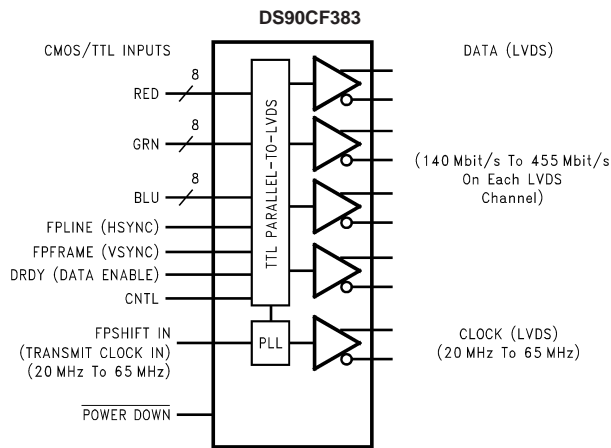 DS90CF383
CMOS/TTL INPUTS
DATA (LVDS)
8
RED
8
GRN
8
BLU
FPLINE (HSYNC)
FPFRAME (VSYNC)
DRDY (DATA ENABLE)
CNTL
TTL PARALLEL-TO-LVDS
(140 Mbit/s To 455 Mbit/s
On Each LVDS
Channel)
FPSHIFT IN
(TRANSMIT CLOCK IN)
(20 MHz To 65 MHz)
PLL
CLOCK (LVDS)
(20 MHz To 65 MHz)
POWER DOWN